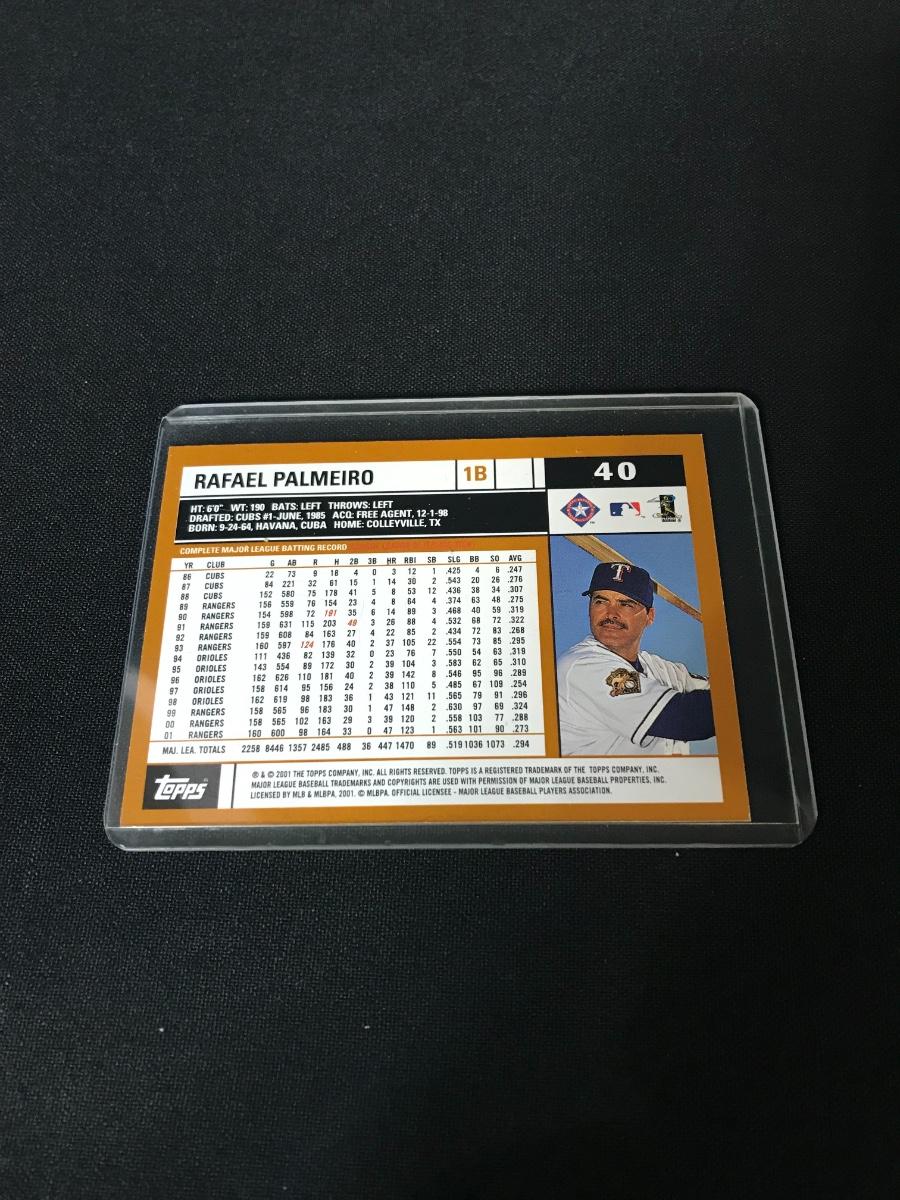 RAFAEL PALMEIRO 1B 40
HT: 6'0" WT: 190 BATS: LEFT THROWS: LEFT
DRAFTED: CUBS #1-JUNE, 1985 ACQ: FREE AGENT, 12-1-98
BORN: 9-24-64, HAVANA, CUBA HOME: COLLEYVILLE, TX
COMPLETE MAJOR LEAGUE BATTING RECORD
YR CLUB G AB R H 2B 3B HR RBI SB SLG BB SO AVG
86 CUBS 22 73 9 18 4 0 3 12 1 .425 4 6 .247
87 CUBS 84 221 32 61 15 1 14 30 2 .543 20 26 .276
88 CUBS 152 580 75 178 41 5 8 53 12 .436 38 34 .307
89 RANGERS 156 559 76 154 23 4 8 64 4 .374 63 48 .275
90 RANGERS 154 598 72 191 35 6 14 89 3 .468 40 59 .319
91 RANGERS 159 631 115 203 49 3 26 88 4 .532 68 72 .322
92 RANGERS 159 608 84 163 27 4 22 85 2 .434 72 83 .268
93 RANGERS 160 597 124 176 40 2 37 105 22 .554 73 85 .295
94 ORIOLES 111 436 82 139 32 0 23 76 7 .550 54 63 .319
95 ORIOLES 143 554 89 172 30 2 39 104 3 .583 62 65 .310
96 ORIOLES 162 626 110 181 40 2 39 142 8 .546 95 96 .289
97 ORIOLES 158 614 95 156 24 2 38 110 5 .485 67 109 .254
98 ORIOLES 162 619 98 183 36 1 43 121 11 .565 79 91 .296
99 RANGERS 158 565 96 183 30 1 47 148 2 .630 97 69 .324
00 RANGERS 158 565 102 163 29 3 39 120 2 .558 103 77 .288
01 RANGERS 160 600 98 164 33 0 47 123 1 .563 101 90 .273
MAJ. LEA. TOTALS 2258 8446 1357 2485 488 36 447 1470 89 .519 1036 1073 .294
T
topps
® & © 2001 THE TOPPS COMPANY, INC. ALL RIGHTS RESERVED. TOPPS IS A REGISTERED TRADEMARK OF THE TOPPS COMPANY, INC.
MAJOR LEAGUE BASEBALL TRADEMARKS AND COPYRIGHTS ARE USED WITH PERMISSION OF MAJOR LEAGUE BASEBALL PROPERTIES, INC.
LICENSED BY MLB & MLBPA, 2001. © MLBPA. OFFICIAL LICENSEE - MAJOR LEAGUE BASEBALL PLAYERS ASSOCIATION.